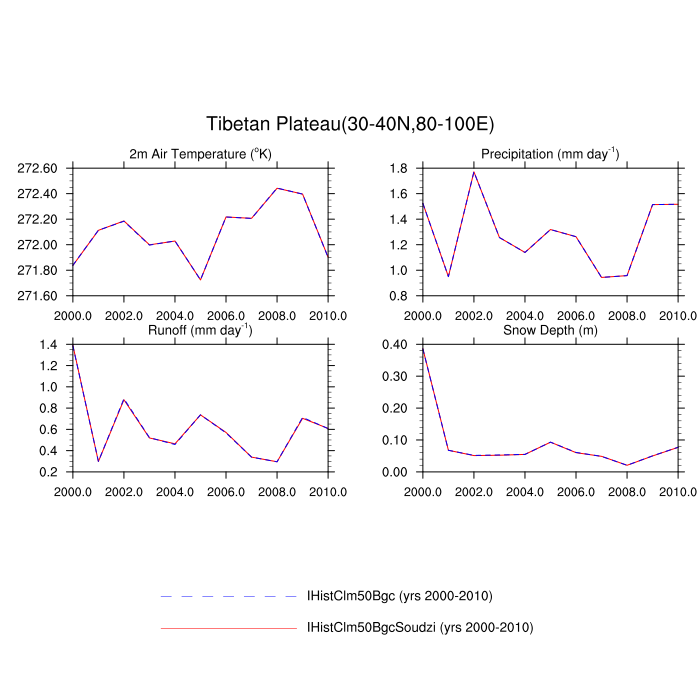 Tibetan Plateau(30-40N,80-100E)
2m Air Temperature (°K)
272.60
272.40
272.20
272.00
271.80
271.60
2000.0 2002.0 2004.0 2006.0 2008.0 2010.0
Precipitation (mm day⁻¹)
1.8
1.6
1.4
1.2
1.0
0.8
2000.0 2002.0 2004.0 2006.0 2008.0 2010.0
Runoff (mm day⁻¹)
1.4
1.2
1.0
0.8
0.6
0.4
0.2
2000.0 2002.0 2004.0 2006.0 2008.0 2010.0
Snow Depth (m)
0.40
0.30
0.20
0.10
0.00
2000.0 2002.0 2004.0 2006.0 2008.0 2010.0
IHistClm50Bgc (yrs 2000-2010)
IHistClm50BgcSoudzi (yrs 2000-2010)